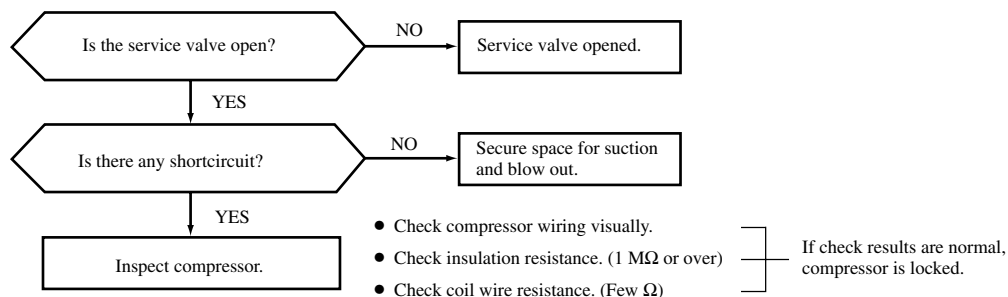 Is the service valve open?
NO
Service valve opened.
YES
Is there any shortcircuit?
NO
Secure space for suction
and blow out.
YES
Inspect compressor.
● Check compressor wiring visually.
● Check insulation resistance. (1 MΩ or over)
● Check coil wire resistance. (Few Ω)
If check results are normal,
compressor is locked.